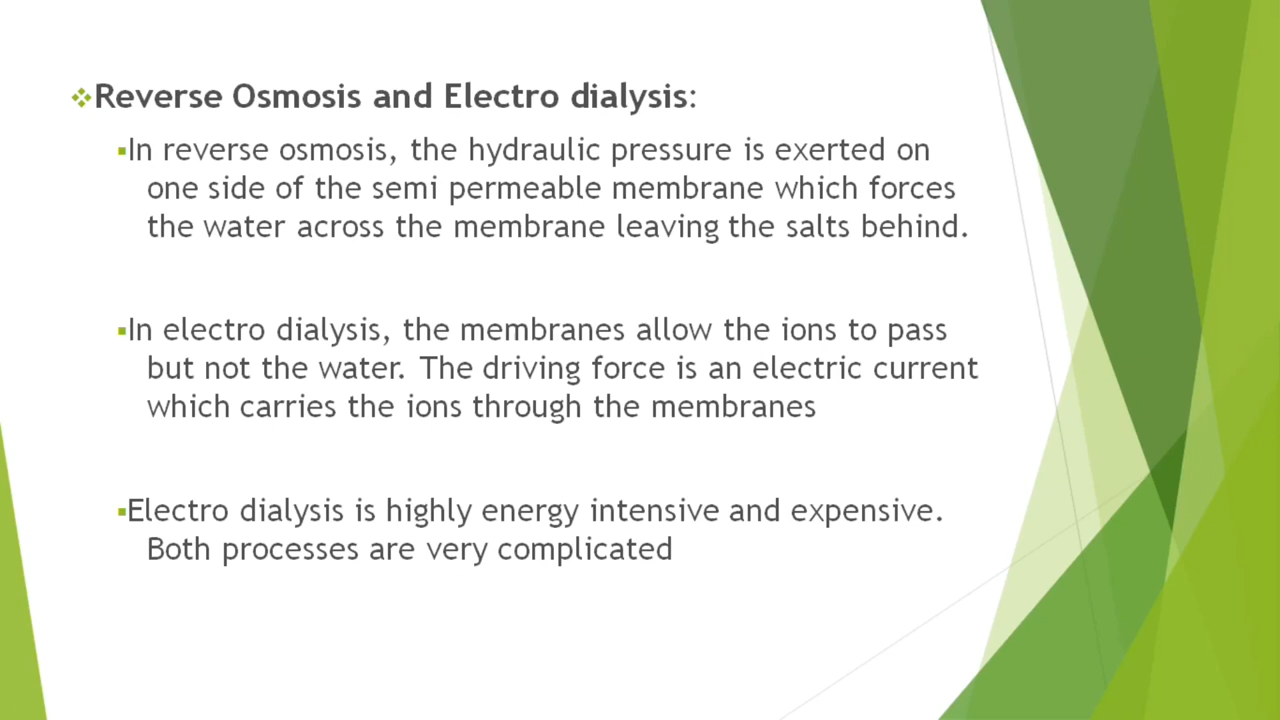 ❖Reverse Osmosis and Electro dialysis:
▪In reverse osmosis, the hydraulic pressure is exerted on
one side of the semi permeable membrane which forces
the water across the membrane leaving the salts behind.
▪In electro dialysis, the membranes allow the ions to pass
but not the water. The driving force is an electric current
which carries the ions through the membranes
▪Electro dialysis is highly energy intensive and expensive.
Both processes are very complicated